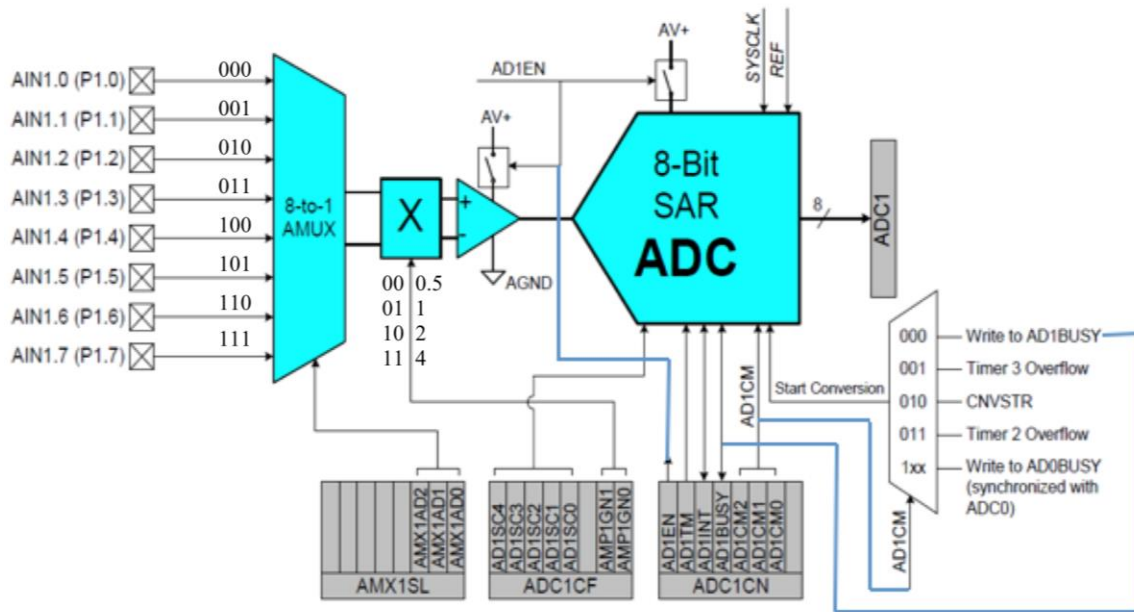 AIN1.0 (P1.0)
AIN1.1 (P1.1)
AIN1.2 (P1.2)
AIN1.3 (P1.3)
AIN1.4 (P1.4)
AIN1.5 (P1.5)
AIN1.6 (P1.6)
AIN1.7 (P1.7)
000
001
010
011
100
101
110
111
8-to-1
AMUX
X
00 0.5
01 1
10 2
11 4
+
-
AV+
AGND
AD1EN
AV+
SYSCLK
REF
8-Bit
SAR
ADC
8
ADC1
Start Conversion
AD1CM
000 Write to AD1BUSY
001 Timer 3 Overflow
010 CNVSTR
011 Timer 2 Overflow
1xx Write to AD0BUSY
(synchronized with
ADC0)
AD1CM
AMX1AD2
AMX1AD1
AMX1AD0
AMX1SL
AD1SC4
AD1SC3
AD1SC2
AD1SC1
AD1SC0
AMP1GN1
AMP1GN0
ADC1CF
AD1EN
AD1TM
AD1INT
AD1BUSY
AD1CM2
AD1CM1
AD1CM0
ADC1CN